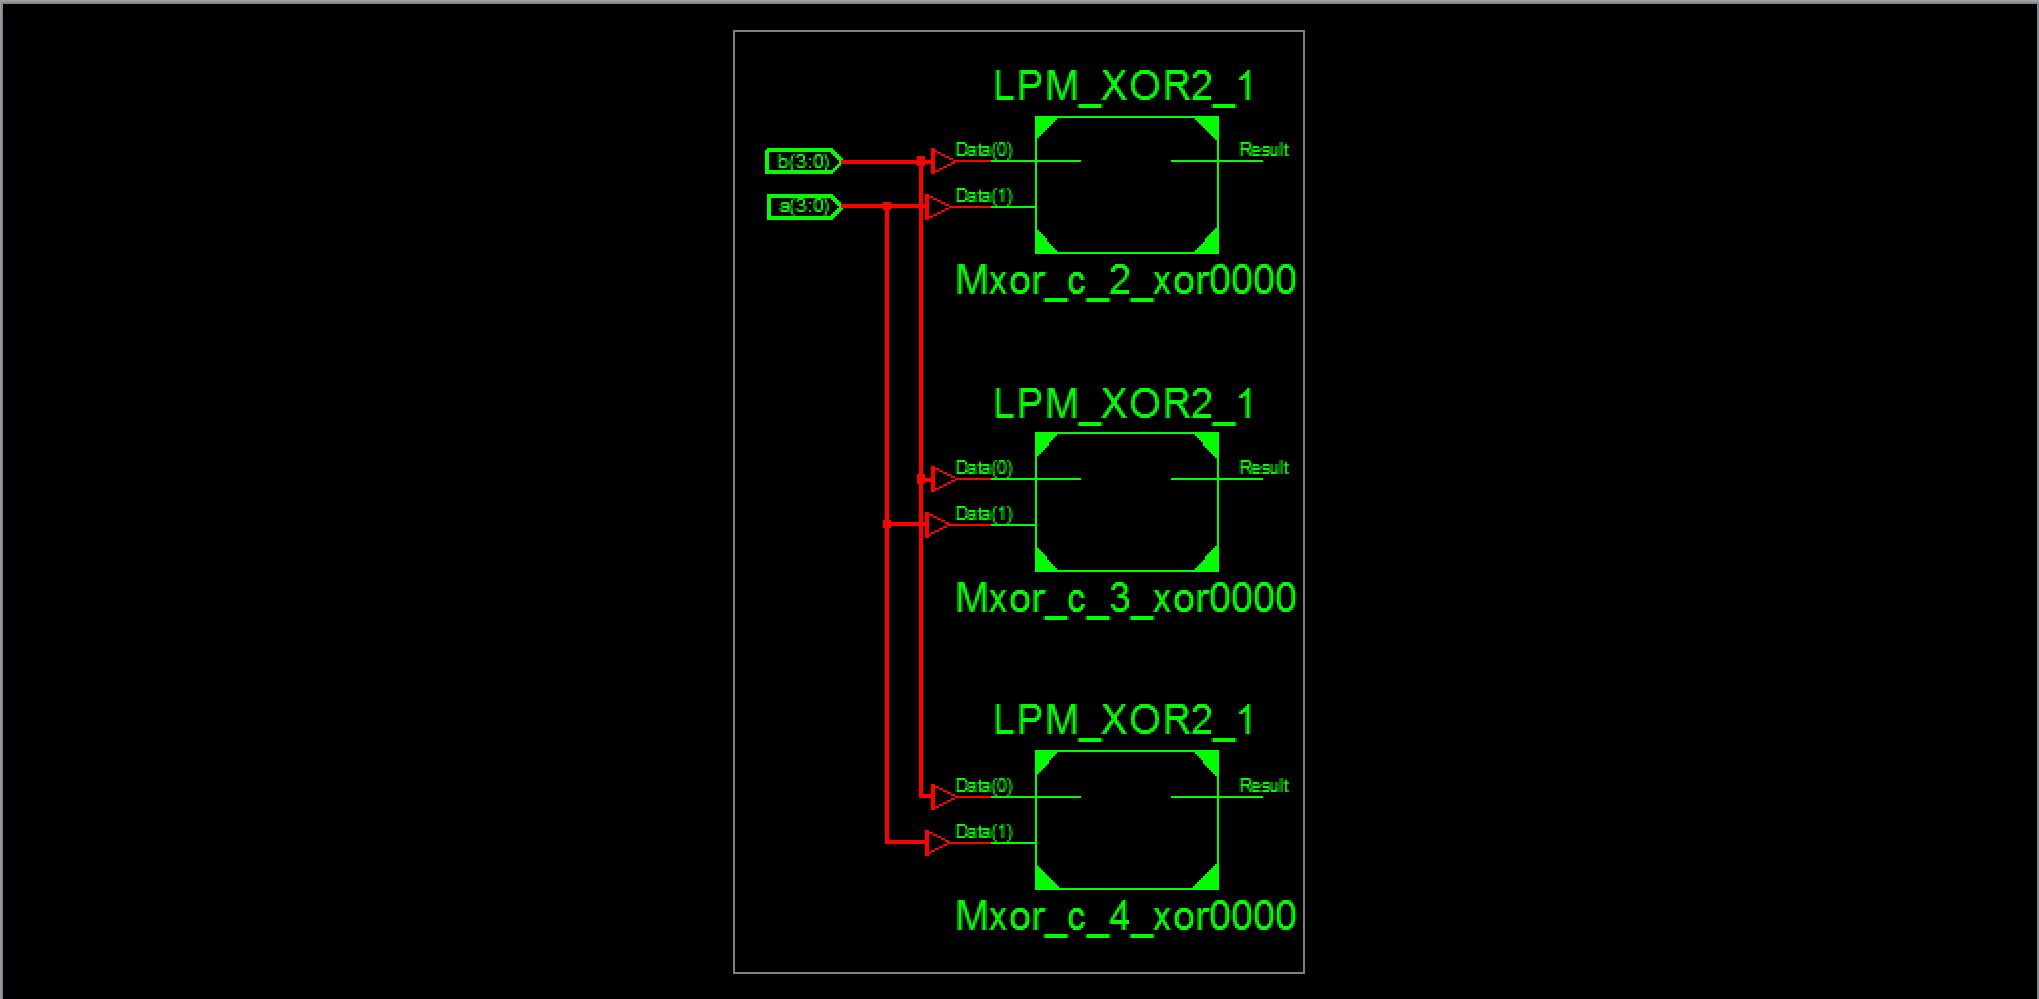 LPM_XOR2_1
b(3:0)
Data(0)
Result
a(3:0)
Data(1)
Mxor_c_2_xor0000
LPM_XOR2_1
Data(0)
Result
Data(1)
Mxor_c_3_xor0000
LPM_XOR2_1
Data(0)
Result
Data(1)
Mxor_c_4_xor0000